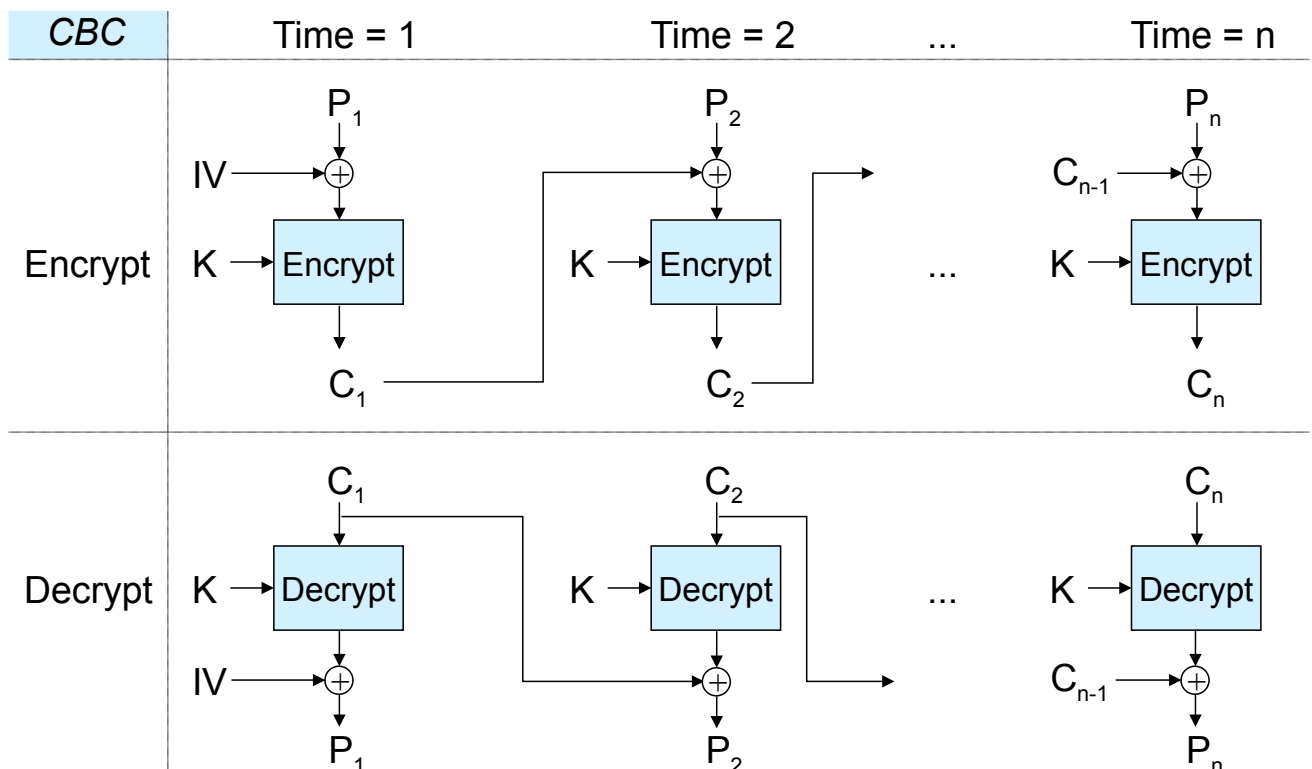 CBC Time = 1 Time = 2 ... Time = n
P₁ P₂ Pₙ
IV + + Cₙ₋₁ +
Encrypt K Encrypt K Encrypt ... K Encrypt
C₁ C₂ Cₙ
C₁ C₂ Cₙ
Decrypt K Decrypt K Decrypt ... K Decrypt
IV + + Cₙ₋₁ +
P₁ P₂ Pₙ